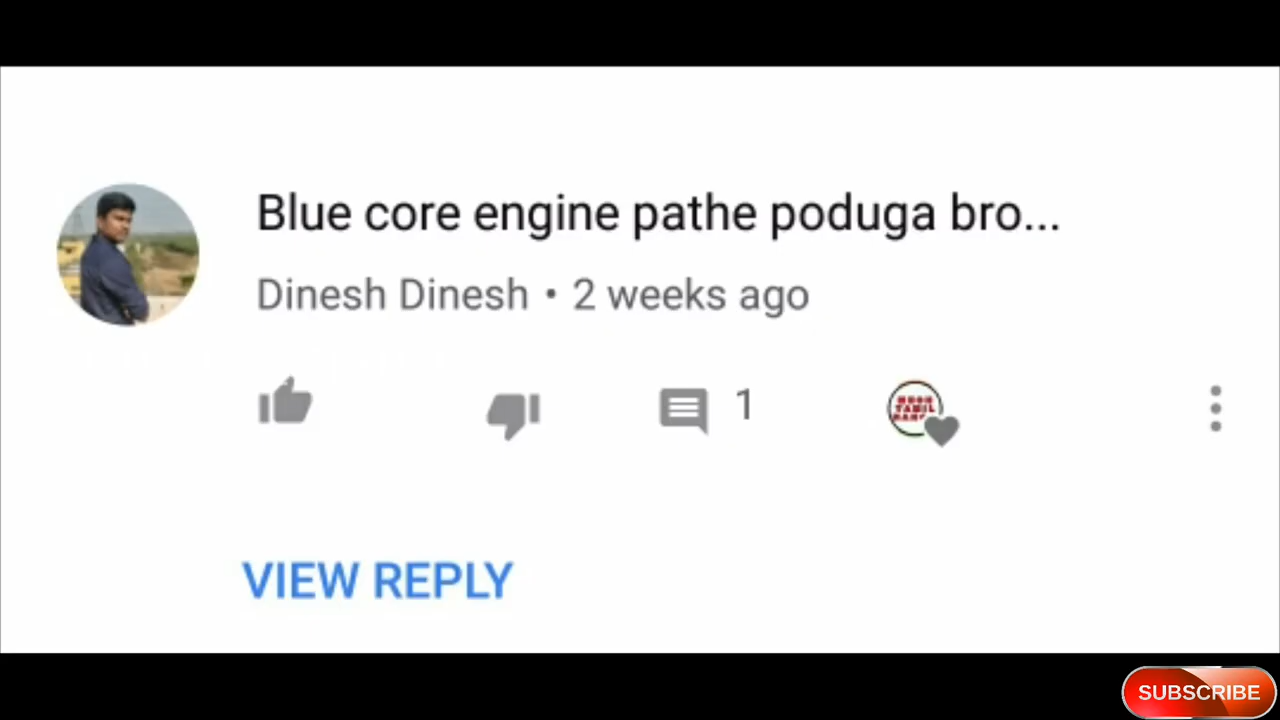 Blue core engine pathe poduga bro...
Dinesh Dinesh • 2 weeks ago
1
VIEW REPLY
SUBSCRIBE